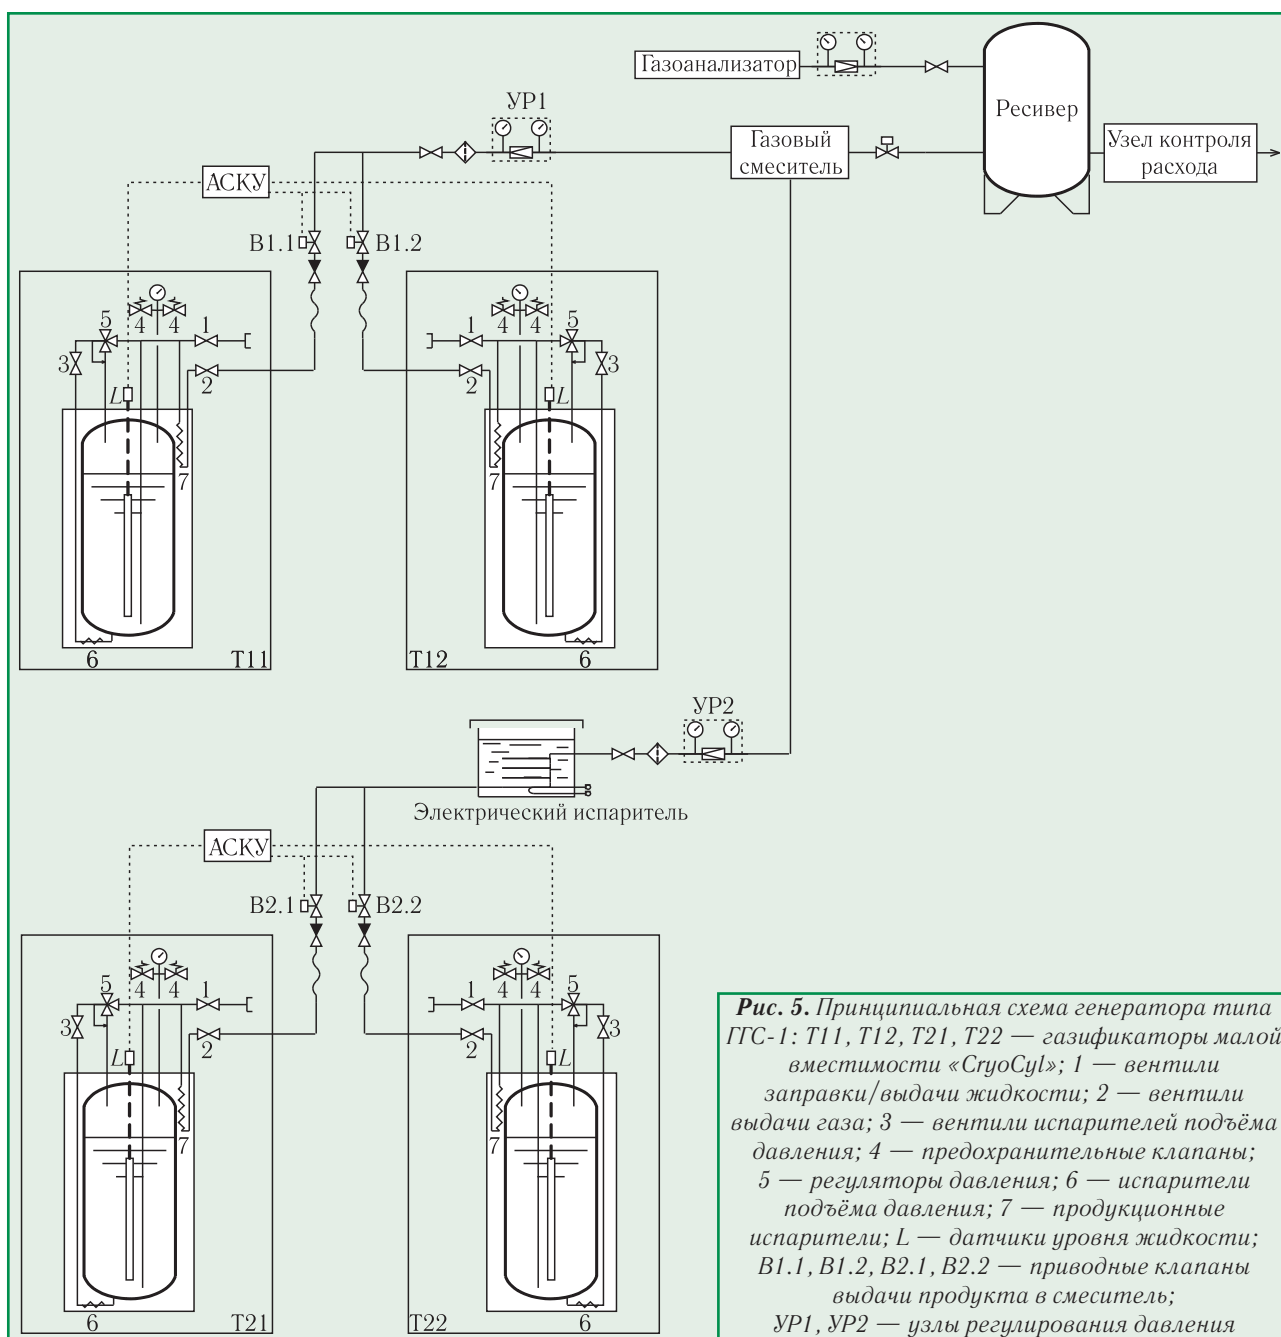 Газоанализатор
Ресивер
УР1
Газовый
смеситель
Узел контроля
расхода
АСКУ
В1.1
В1.2
5
4
4
1
3
2
L
7
6
Т11
1
4
4
5
2
3
L
7
Т12
6
УР2
Электрический испаритель
АСКУ
В2.1
В2.2
5
4
4
1
3
2
L
7
6
Т21
1
4
4
5
2
3
L
7
Т22
6
Рис. 5. Принципиальная схема генератора типа
ГГС-1: Т11, Т12, Т21, Т22 — газификаторы малой
вместимости «CryoCyl»; 1 — вентили
заправки/выдачи жидкости; 2 — вентили
выдачи газа; 3 — вентили испарителей подъёма
давления; 4 — предохранительные клапаны;
5 — регуляторы давления; 6 — испарители
подъёма давления; 7 — продукционные
испарители; L — датчики уровня жидкости;
В1.1, В1.2, В2.1, В2.2 — приводные клапаны
выдачи продукта в смеситель;
УР1, УР2 — узлы регулирования давления